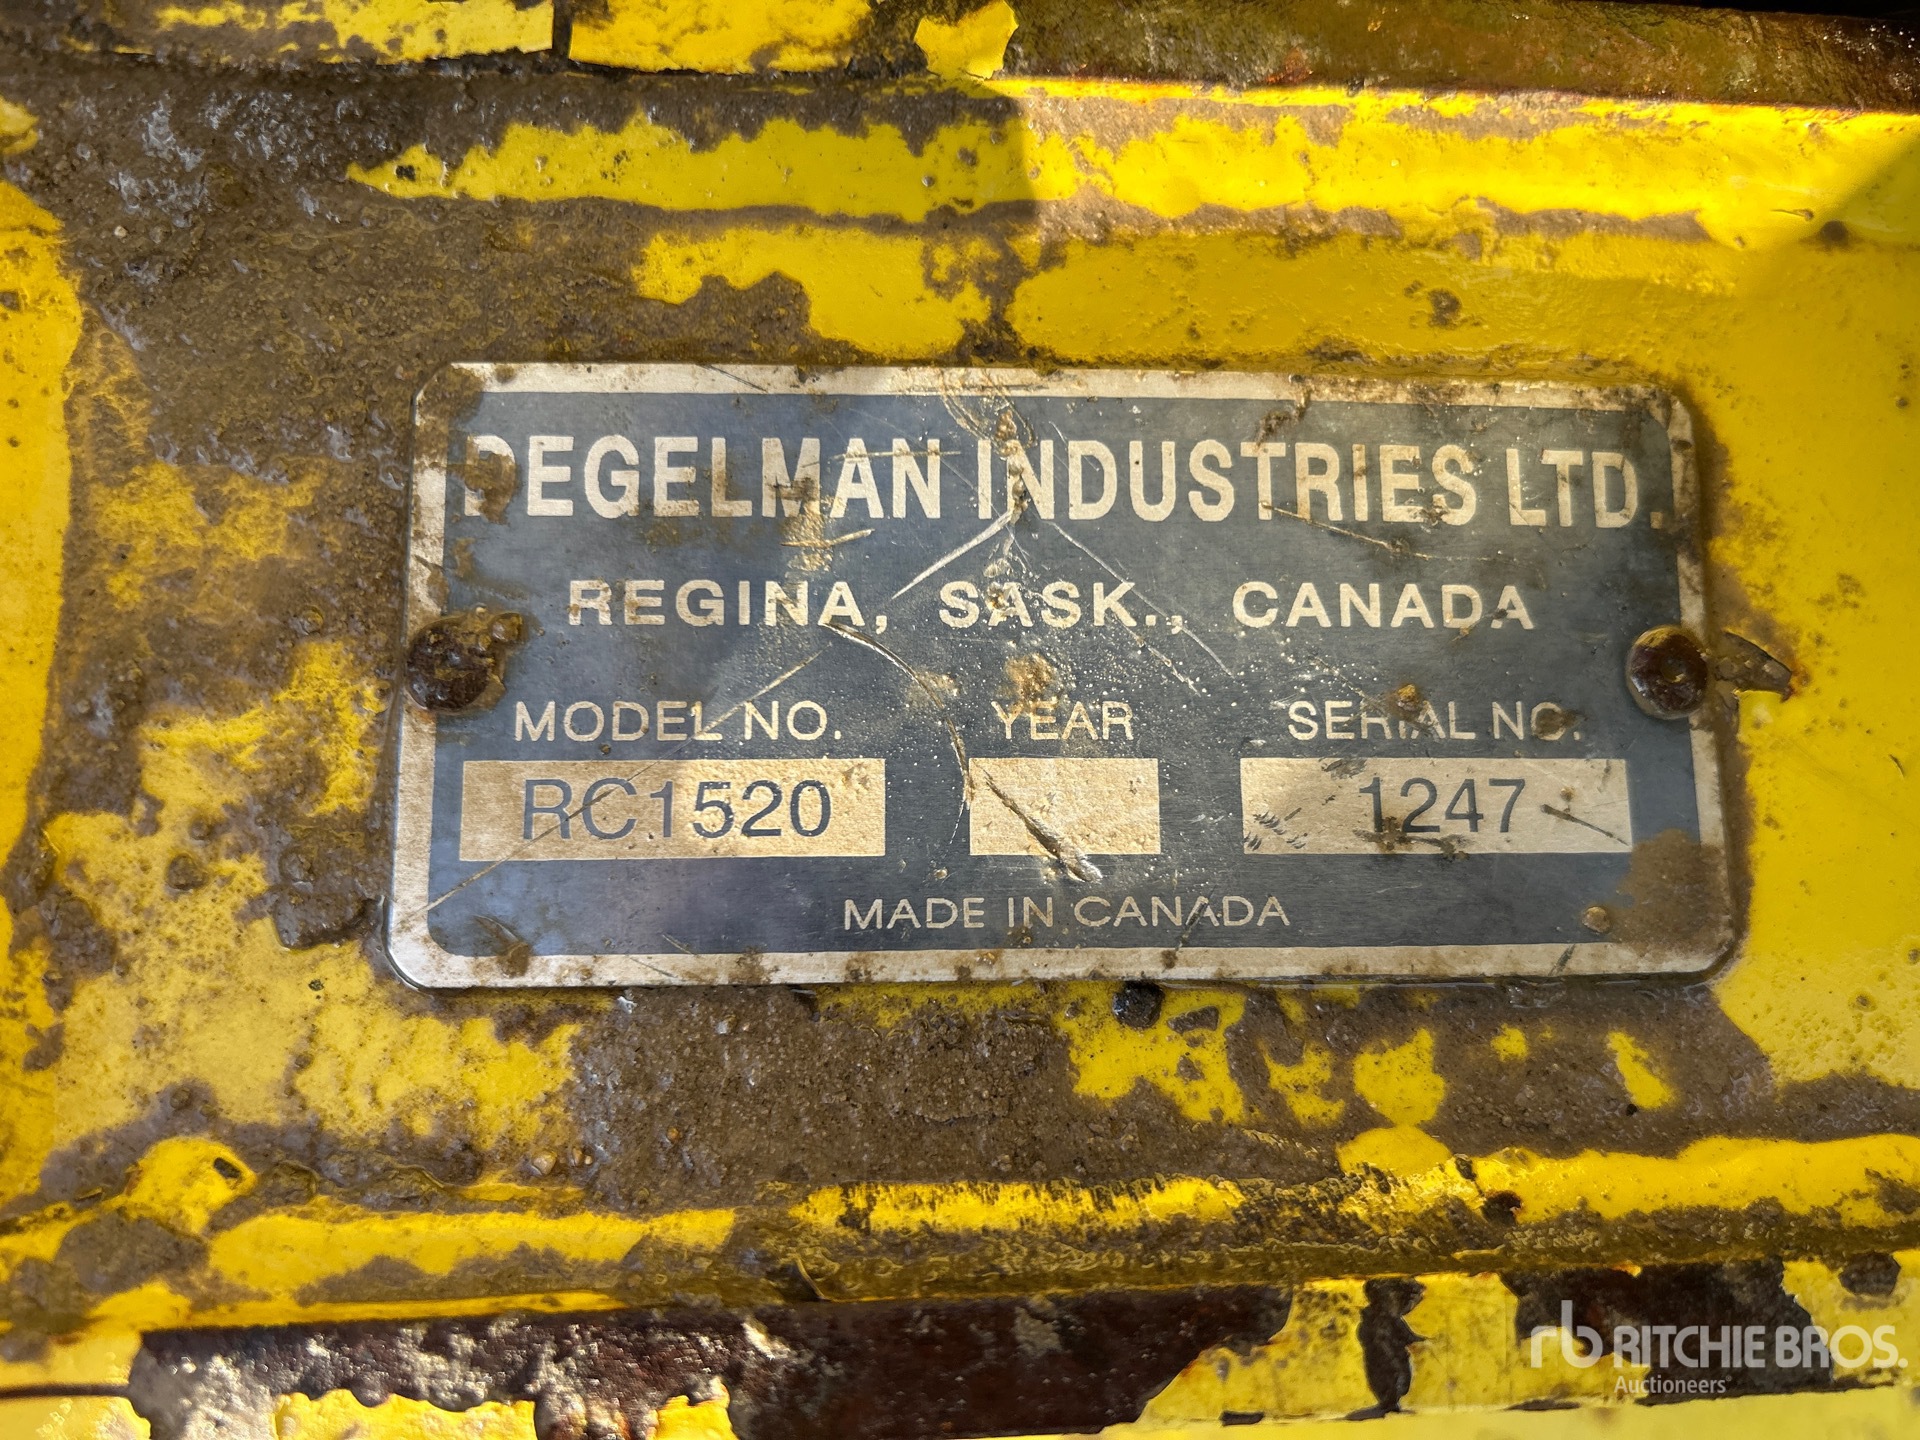 DEGELMAN INDUSTRIES LTD.
REGINA, SASK., CANADA
MODEL NO. YEAR SERIAL NO.
RC1520 1247
MADE IN CANADA
rb RITCHIE BROS.
Auctioneers